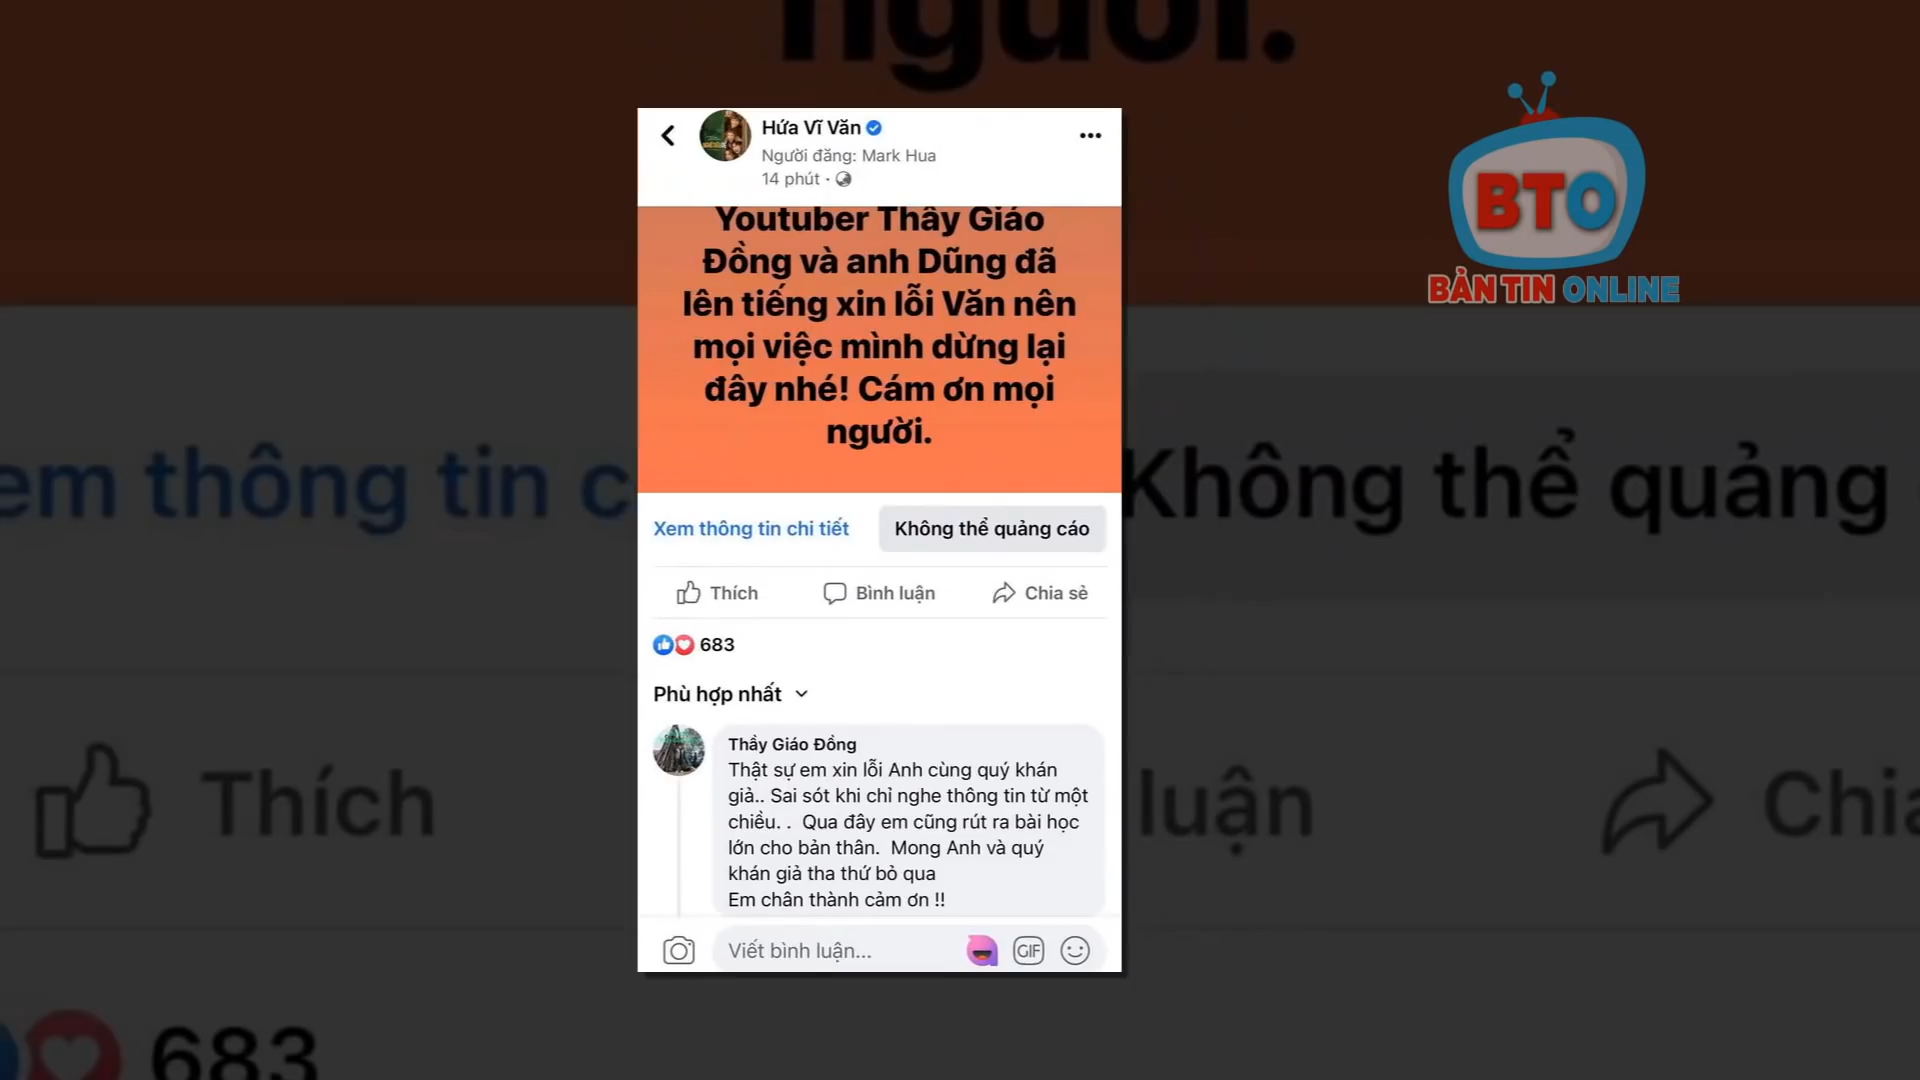 người.
BTO
BẢN TIN ONLINE
Hứa Vĩ Văn
Người đăng: Mark Hua
14 phút ·
Youtuber Thầy Giáo
Đồng và anh Dũng đã
lên tiếng xin lỗi Văn nên
mọi việc mình dừng lại
đây nhé! Cám ơn mọi
người.
Xem thông tin chi tiết
Không thể quảng cáo
Thích
Bình luận
Chia sẻ
683
Phù hợp nhất
Thầy Giáo Đồng
Thật sự em xin lỗi Anh cùng quý khán
giả.. Sai sót khi chỉ nghe thông tin từ một
chiều. .  Qua đây em cũng rút ra bài học
lớn cho bản thân.  Mong Anh và quý
khán giả tha thứ bỏ qua
Em chân thành cảm ơn !!
Viết bình luận...
GIF
em thông tin c
Không thể quảng
Thích
luận
Chia
683